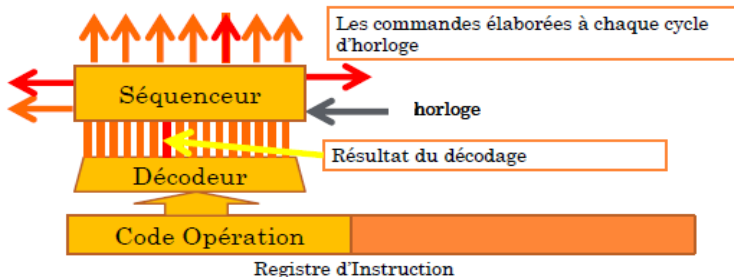 Les commandes élaborées à chaque cycle
d'horloge
Séquenceur
horloge
Résultat du décodage
Décodeur
Code Opération
Registre d'Instruction